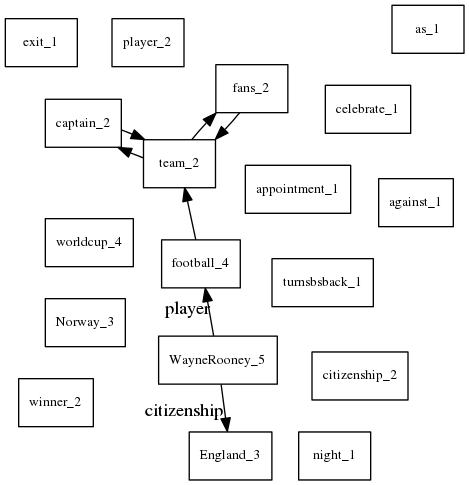 as_1
exit_1
player_2
fans_2
celebrate_1
captain_2
team_2
appointment_1
against_1
worldcup_4
football_4
turnsbsback_1
player
Norway_3
WayneRooney_5
citizenship_2
winner_2
citizenship
England_3
night_1